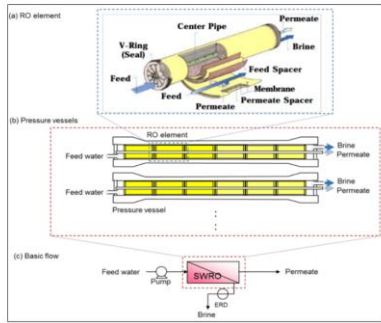 (a) RO element
Center Pipe
Permeate
Brine
V-Ring
(Seal)
Feed
Feed Spacer
Feed
Membrane
Permeate Spacer
Permeate
(b) Pressure vessels
RO element
Feed water
Brine
Permeate
Feed water
Brine
Permeate
Pressure vessel
(c) Basic flow
Feed water
Pump
SWRO
Permeate
ERD
Brine